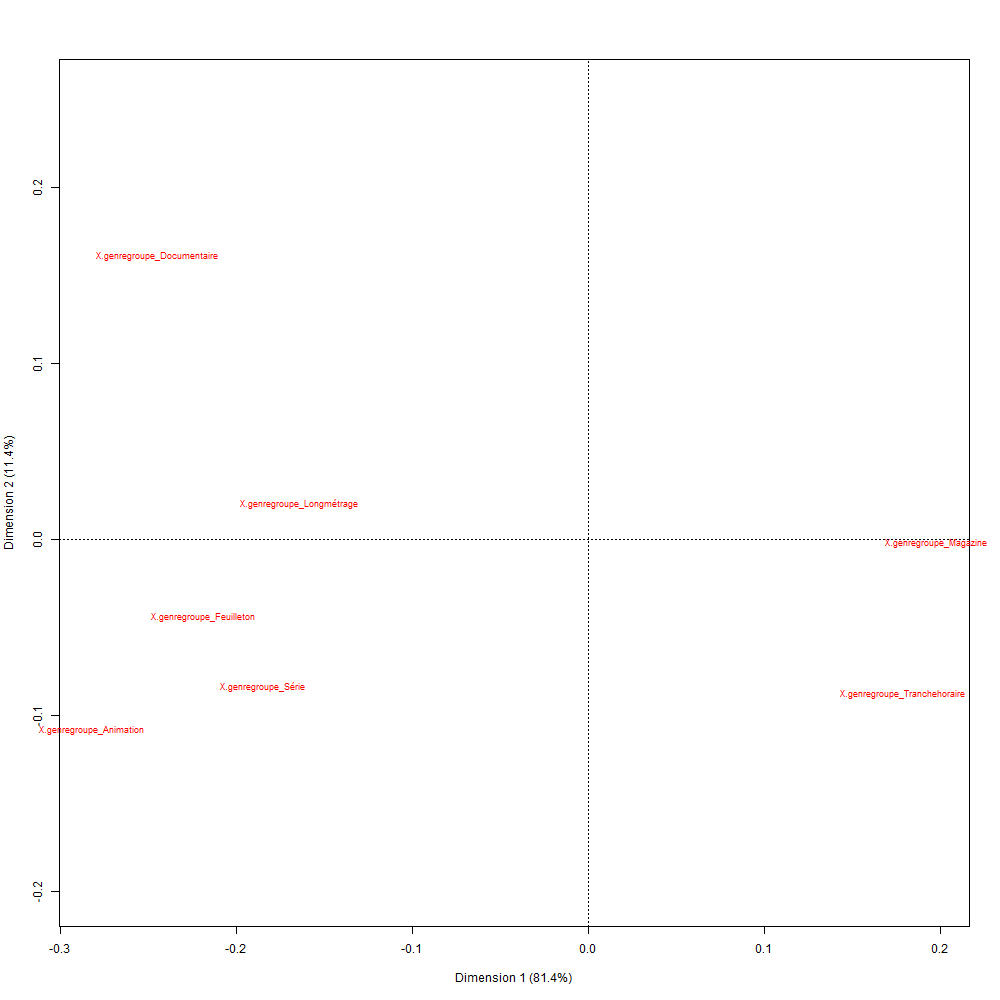 0.2
X.genregroupe_Documentaire
0.1
X.genregroupe_Longmétrage
0.0
X.genregroupe_Magazine
X.genregroupe_Feuilleton
X.genregroupe_Série
X.genregroupe_Tranchehoraire
-0.1
X.genregroupe_Animation
-0.2
Dimension 2 (11.4%)
-0.3 -0.2 -0.1 0.0 0.1 0.2
Dimension 1 (81.4%)